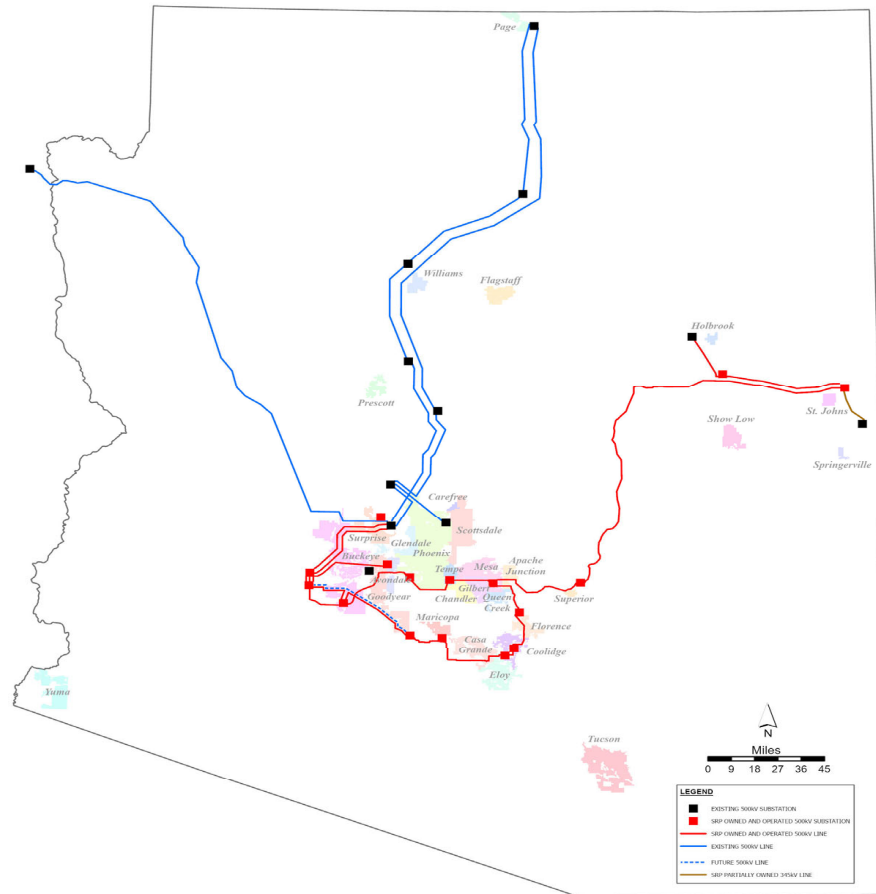 Page
Williams
Flagstaff
Holbrook
Prescott
Show Low
St. Johns
Springerville
Carefree
Scottsdale
Surprise
Glendale
Phoenix
Buckeye
Avondale
Tempe
Mesa
Apache
Junction
Gilbert
Chandler
Queen
Creek
Superior
Goodyear
Maricopa
Florence
Casa
Grande
Coolidge
Eloy
Yuma
Tucson
N
Miles
0 9 18 27 36 45
LEGEND
EXISTING 500kV SUBSTATION
SRP OWNED AND OPERATED 500kV SUBSTATION
SRP OWNED AND OPERATED 500kV LINE
EXISTING 500kV LINE
FUTURE 500kV LINE
SRP PARTIALLY OWNED 345kV LINE